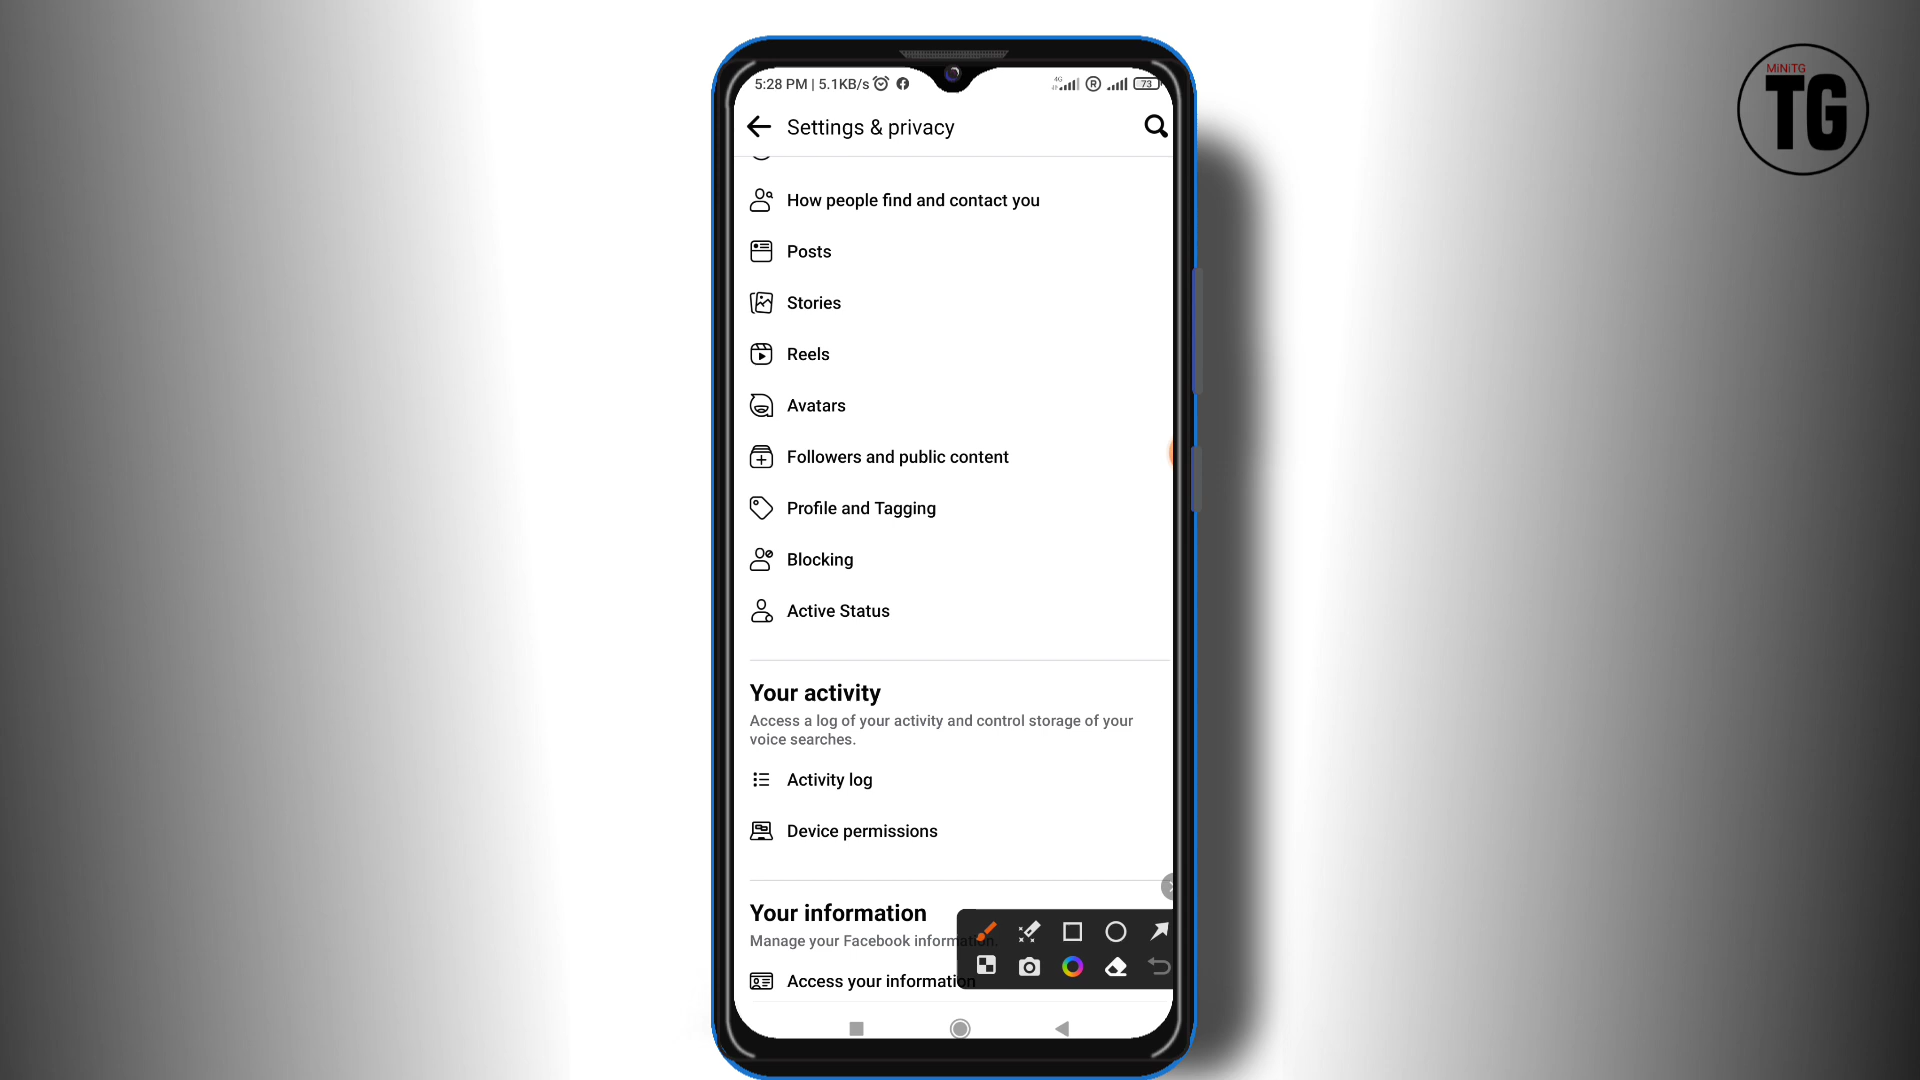 MiNiTG
TG
5:28 PM | 5.1KB/s
4G
R
73
Settings & privacy
How people find and contact you
Posts
Stories
Reels
Avatars
Followers and public content
Profile and Tagging
Blocking
Active Status
Your activity
Access a log of your activity and control storage of your
voice searches.
Activity log
Device permissions
Your information
Manage your Facebook information.
Access your information